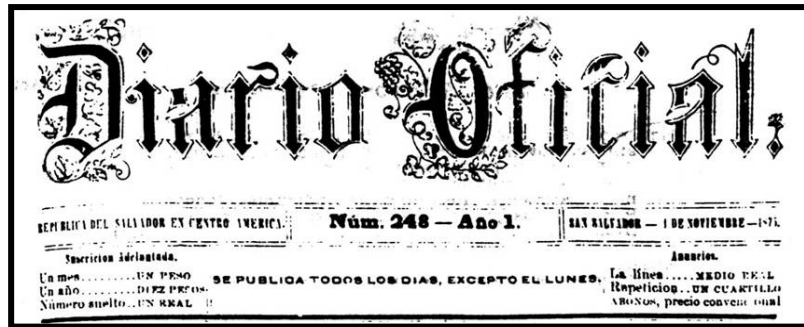 Diario Oficial.
REPUBLICA DEL SALVADOR EN CENTRO AMERICA.
Núm. 248 — Año 1.
SAN SALVADOR — 4 DE NOVIEMBRE —1875.
Suscricion Adelantada.
Un mes.........UN PESO
Un año.......DIEZ PESOS
Número suelto..UN REAL
SE PUBLICA TODOS LOS DIAS, EXCEPTO EL LUNES.
Anuncios.
La línea.....MEDIO REAL
Repeticion..UN CUARTILLO
ABONOS, precio convencional